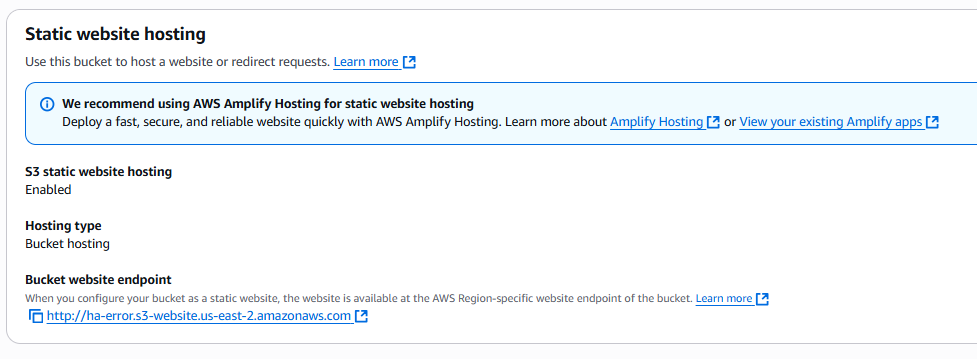 Static website hosting
Use this bucket to host a website or redirect requests. Learn more
We recommend using AWS Amplify Hosting for static website hosting
Deploy a fast, secure, and reliable website quickly with AWS Amplify Hosting. Learn more about Amplify Hosting or View your existing Amplify apps
S3 static website hosting
Enabled
Hosting type
Bucket hosting
Bucket website endpoint
When you configure your bucket as a static website, the website is available at the AWS Region-specific website endpoint of the bucket. Learn more
http://ha-error.s3-website.us-east-2.amazonaws.com